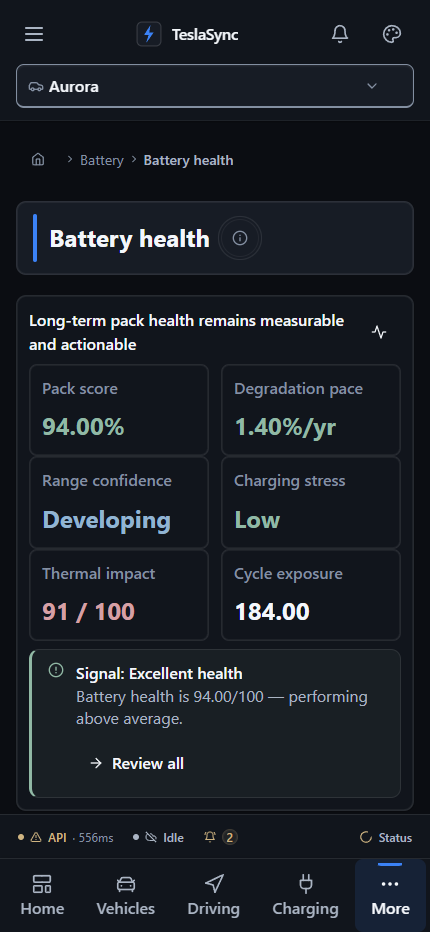 TeslaSync
Aurora
Battery
Battery health
Battery health
Long-term pack health remains measurable
and actionable
Pack score
94.00%
Degradation pace
1.40%/yr
Range confidence
Developing
Charging stress
Low
Thermal impact
91 / 100
Cycle exposure
184.00
Signal: Excellent health
Battery health is 94.00/100 — performing
above average.
Review all
API · 556ms
Idle
2
Status
Home
Vehicles
Driving
Charging
More